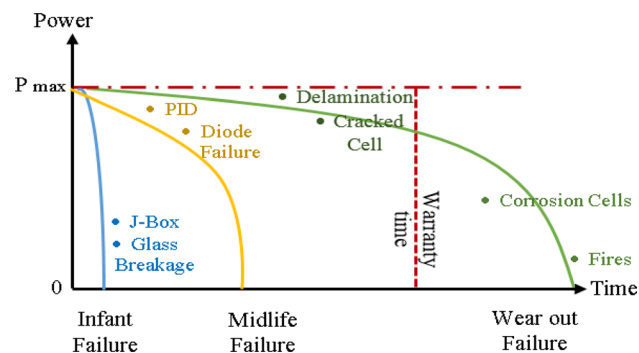 Power
P max
Delamination
PID
Cracked
Cell
Diode
Failure
Warranty
time
Corrosion Cells
J-Box
Glass
Breakage
Fires
0
Time
Infant
Failure
Midlife
Failure
Wear out
Failure